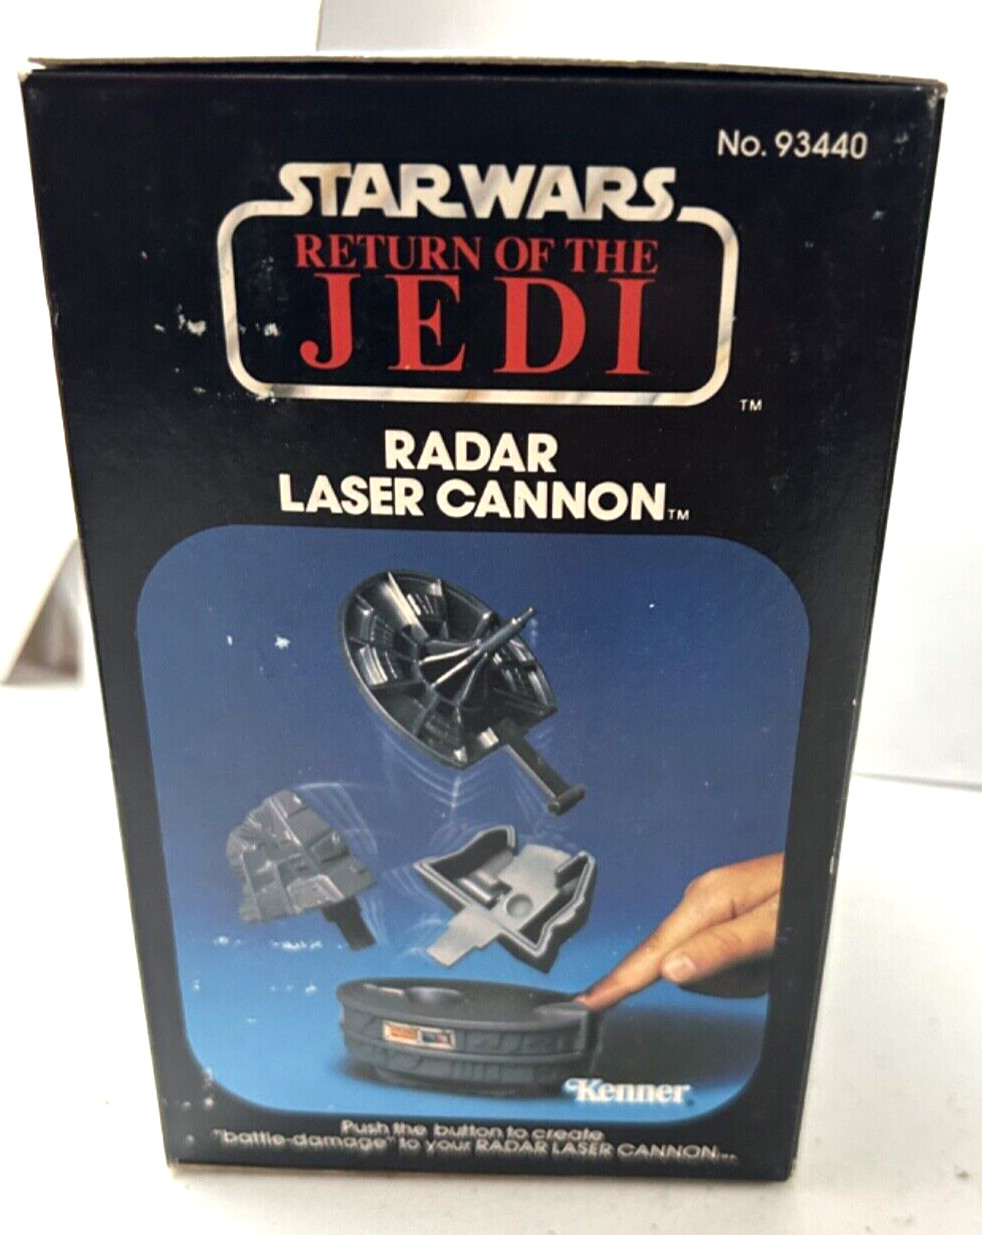 No. 93440
STAR WARS
RETURN OF THE
JEDI
TM
RADAR
LASER CANNON TM
Kenner
Push the button to create
"battle-damage" to your RADAR LASER CANNON TM.